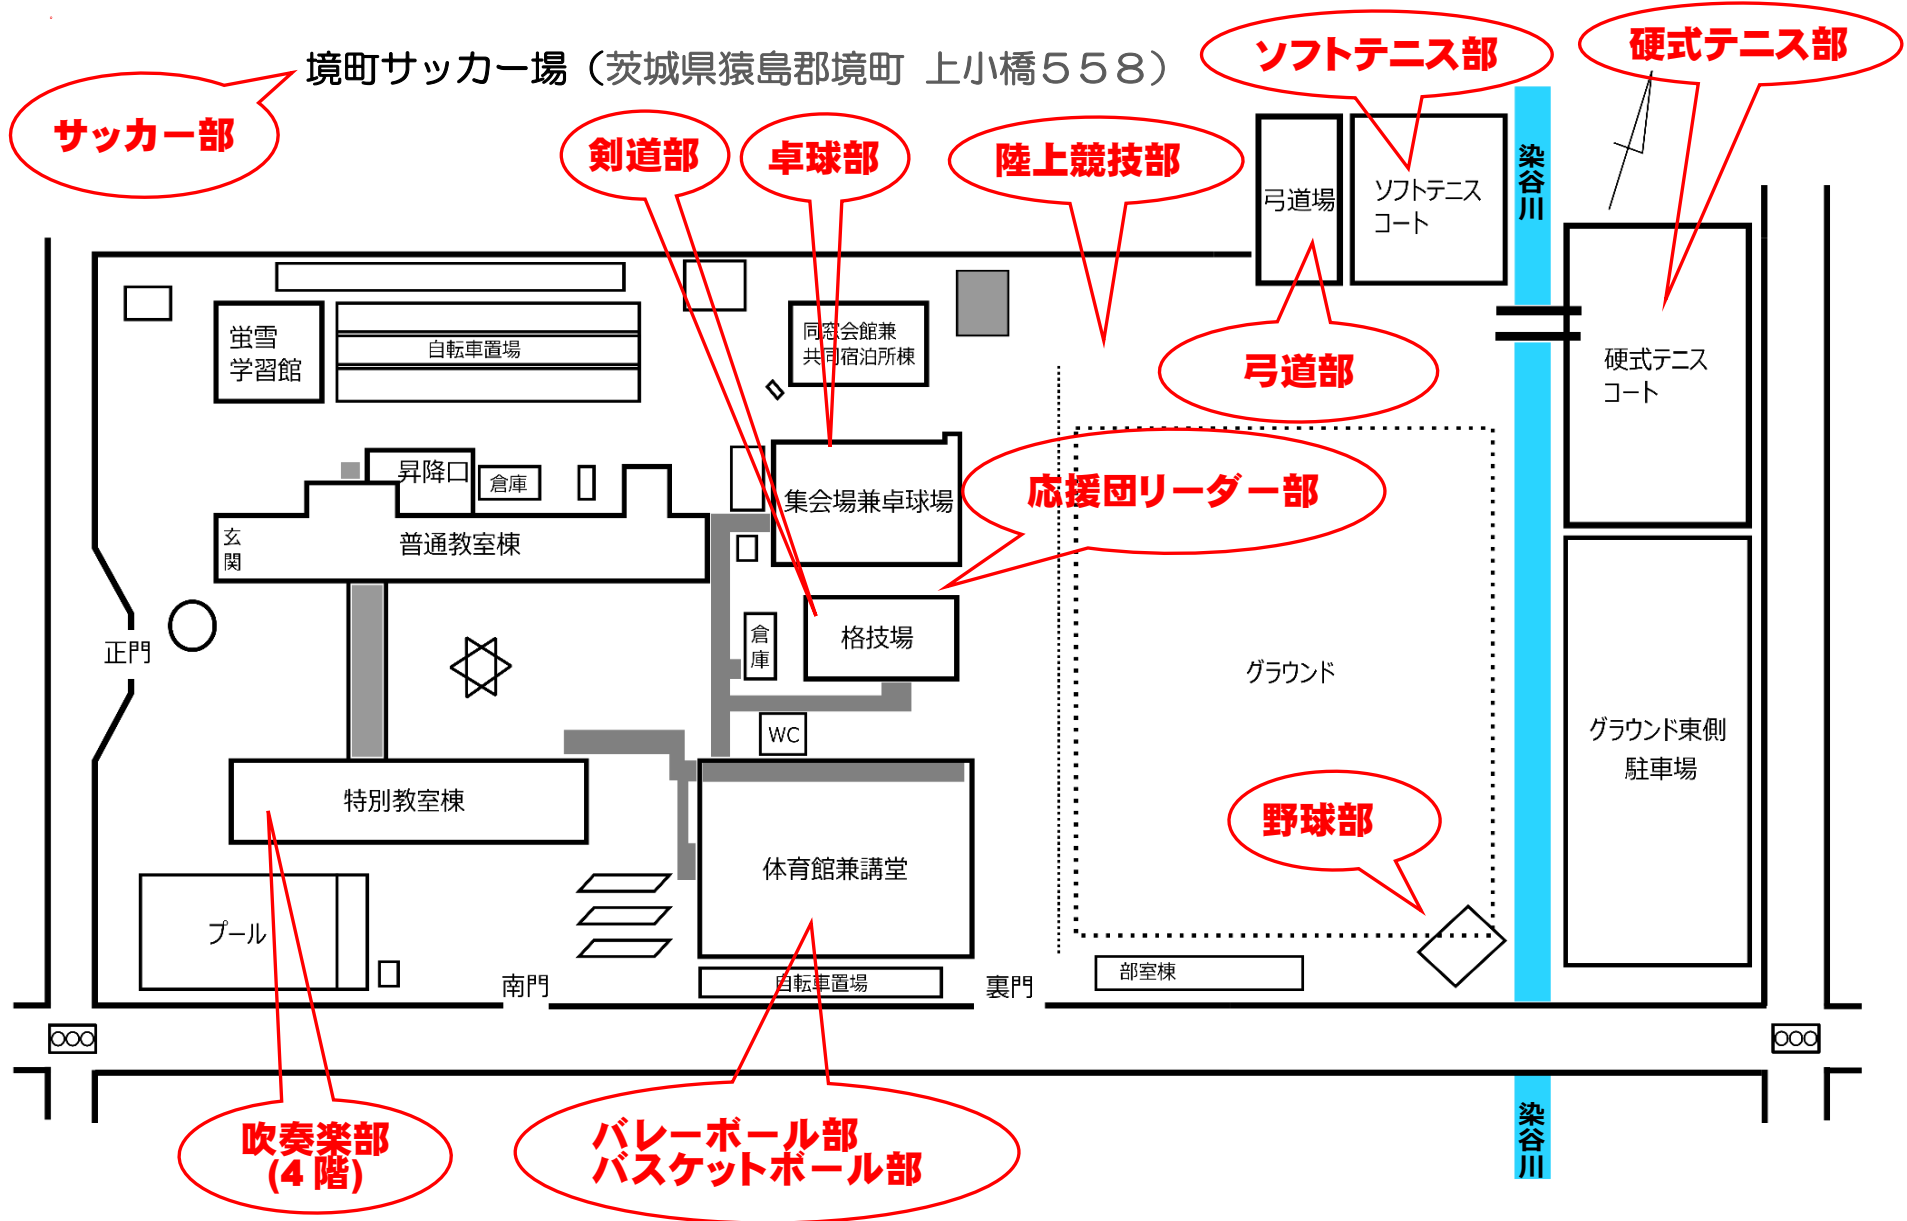 境町サッカー場（茨城県猿島郡境町 上小橋５５８）
サッカー部
剣道部
卓球部
陸上競技部
ソフトテニス部
硬式テニス部
弓道場
ソフトテニス
コート
染谷川
弓道部
硬式テニス
コート
蛍雪
学習館
自転車置場
同窓会館兼
共同宿泊所棟
昇降口
倉庫
玄関
普通教室棟
集会場兼卓球場
応援団リーダー部
正門
倉庫
格技場
グラウンド
WC
グラウンド東側
駐車場
特別教室棟
体育館兼講堂
野球部
プール
南門
自転車置場
裏門
部室棟
吹奏楽部
(4 階)
バレーボール部
バスケットボール部
染谷川